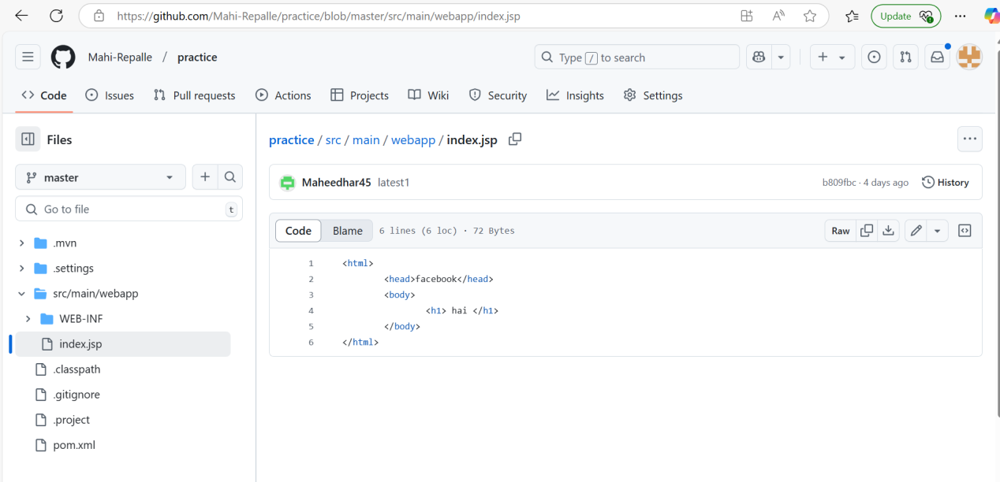 https://github.com/Mahi-Repalle/practice/blob/master/src/main/webapp/index.jsp
Update
Mahi-Repalle / practice
Type / to search
Code Issues Pull requests Actions Projects Wiki Security Insights Settings
Files
master
Go to file t
.mvn
.settings
src/main/webapp
WEB-INF
index.jsp
.classpath
.gitignore
.project
pom.xml
practice / src / main / webapp / index.jsp
Maheedhar45 latest1 b809fbc · 4 days ago History
Code Blame 6 lines (6 loc) · 72 Bytes Raw
1 <html>
2 <head>facebook</head>
3 <body>
4 <h1> hai </h1>
5 </body>
6 </html>